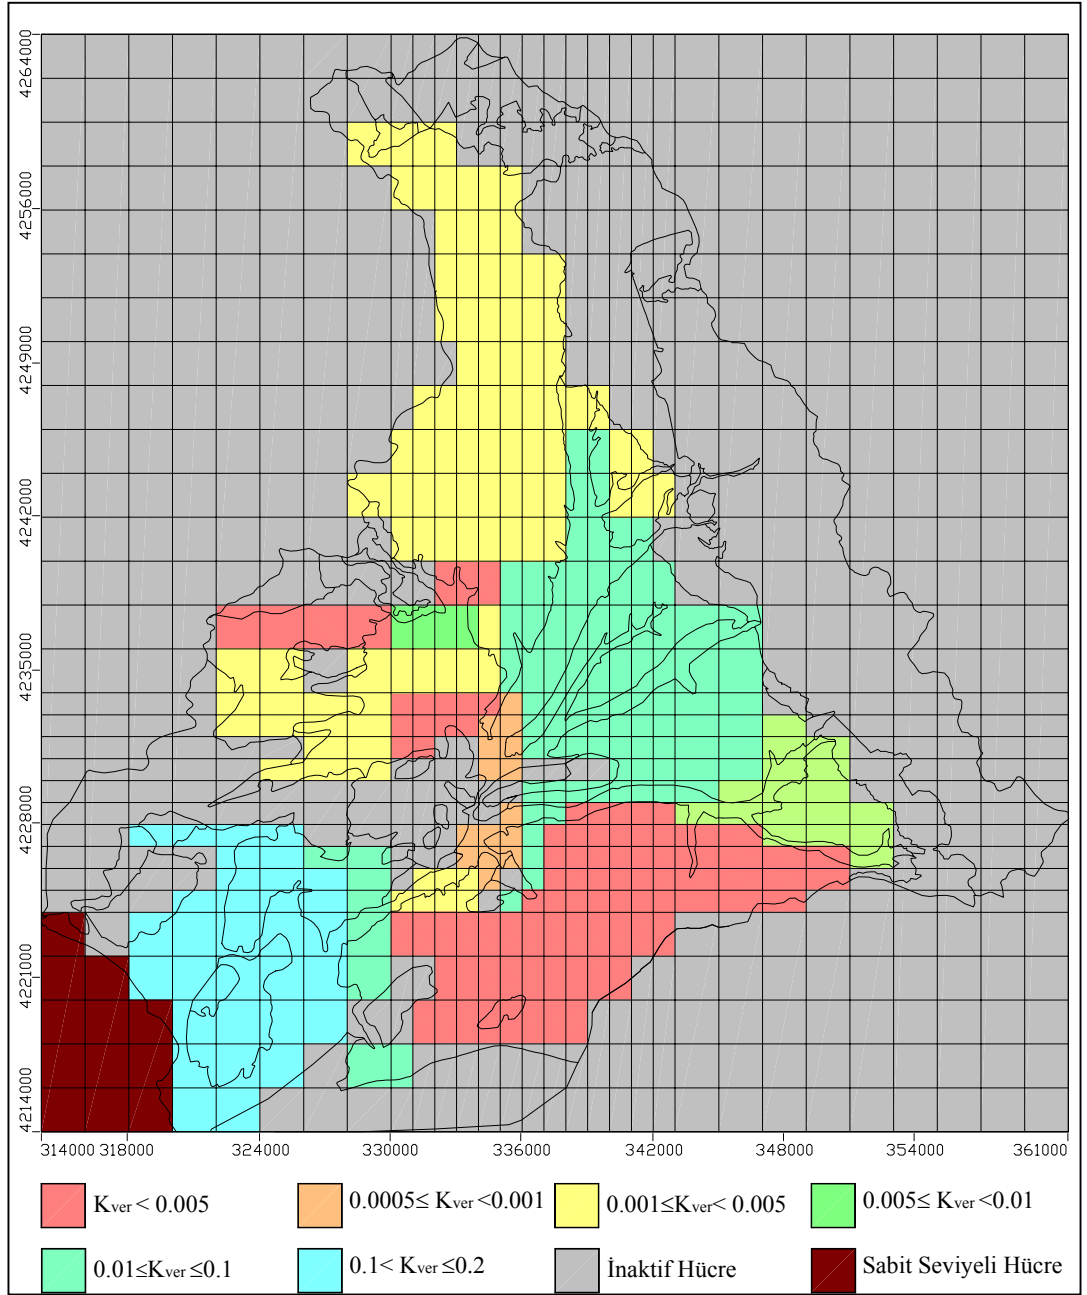 4264000
4256000
4249000
4242000
4235000
4228000
4221000
4214000
314000 318000 324000 330000 336000 342000 348000 354000 361000
Kver < 0.005
0.0005≤ Kver <0.001
0.001≤Kver< 0.005
0.005≤ Kver <0.01
0.01≤Kver ≤0.1
0.1< Kver ≤0.2
İnaktif Hücre
Sabit Seviyeli Hücre